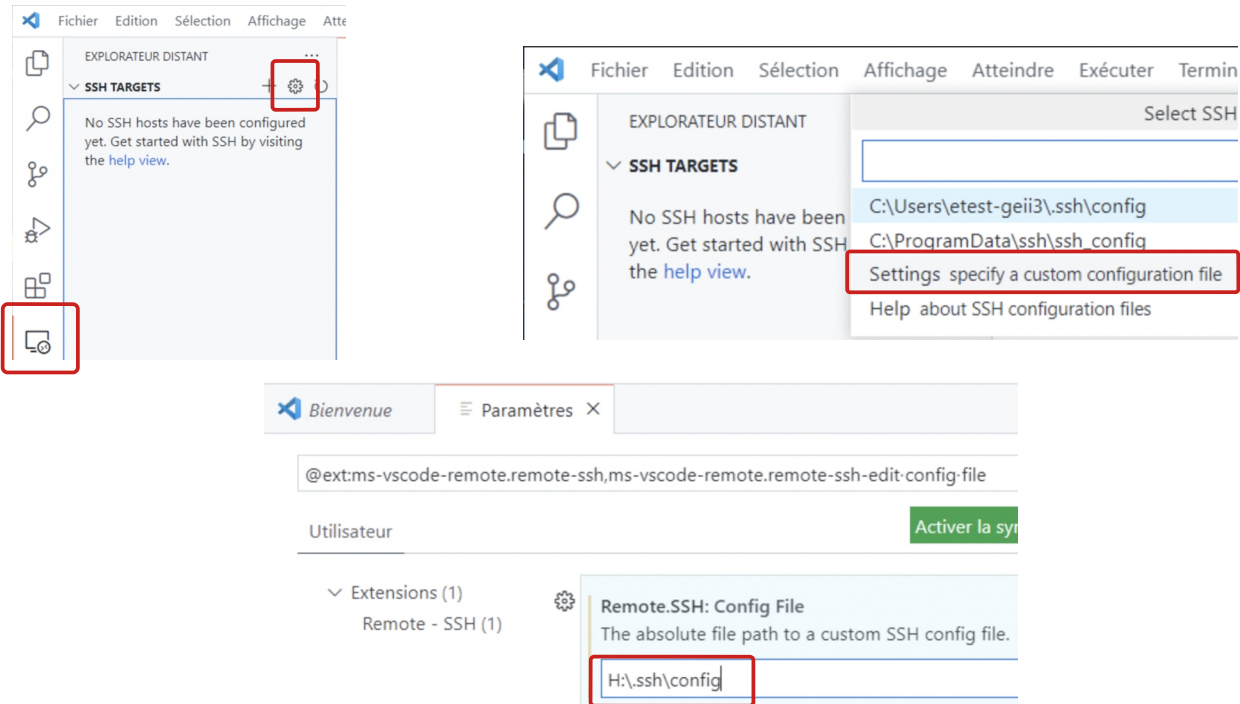 Fichier Edition Sélection Affichage
EXPLORATEUR DISTANT ...
SSH TARGETS
No SSH hosts have been configured
yet. Get started with SSH by visiting
the help view.
Fichier Edition Sélection Affichage Atteindre Exécuter Termin
EXPLORATEUR DISTANT
SSH TARGETS
No SSH hosts have been
yet. Get started with SSH
the help view.
Select SSH
C:\Users\etest-geii3\.ssh\config
C:\ProgramData\ssh\ssh_config
Settings specify a custom configuration file
Help about SSH configuration files
Bienvenue
Paramètres
@ext:ms-vscode-remote.remote-ssh,ms-vscode-remote.remote-ssh-edit·config·file
Utilisateur
Activer la syn
Extensions (1)
Remote - SSH (1)
Remote.SSH: Config File
The absolute file path to a custom SSH config file.
H:\.ssh\config